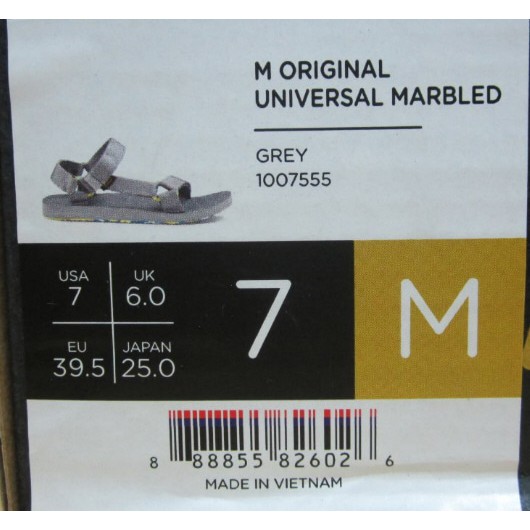 M ORIGINAL
UNIVERSAL MARBLED
GREY
1007555
USA UK
7 6.0
EU JAPAN
39.5 25.0
7 M
8 88855 82602 6
MADE IN VIETNAM